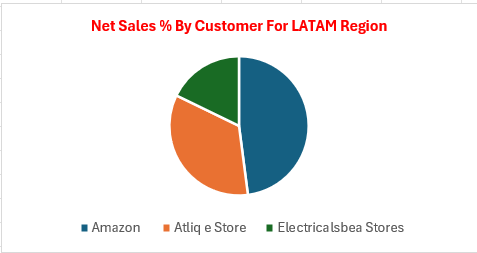 Net Sales % By Customer For LATAM Region
Amazon Atliq e Store Electricalsbea Stores